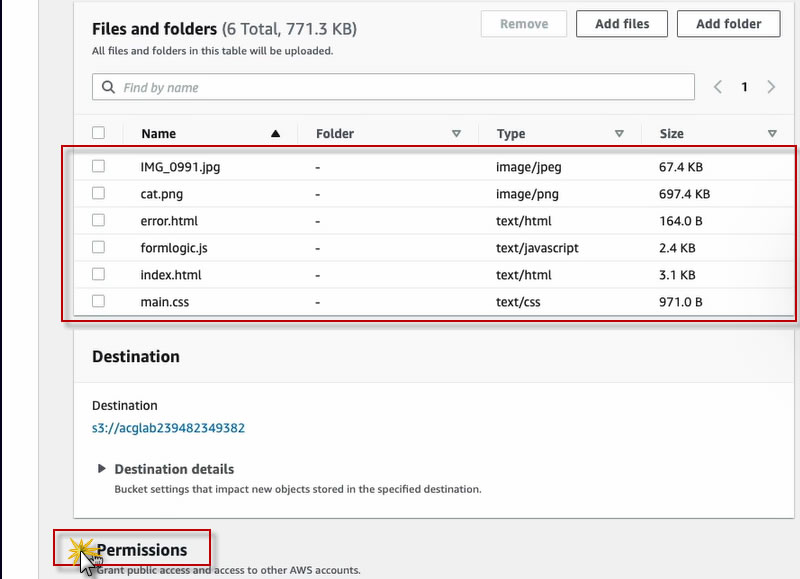 Files and folders (6 Total, 771.3 KB) Remove Add files Add folder
All files and folders in this table will be uploaded.
Find by name 1
Name Folder Type Size
IMG_0991.jpg - image/jpeg 67.4 KB
cat.png - image/png 697.4 KB
error.html - text/html 164.0 B
formlogic.js - text/javascript 2.4 KB
index.html - text/html 3.1 KB
main.css - text/css 971.0 B
Destination
Destination
s3://acglab239482349382
Destination details
Bucket settings that impact new objects stored in the specified destination.
Permissions
Grant public access and access to other AWS accounts.